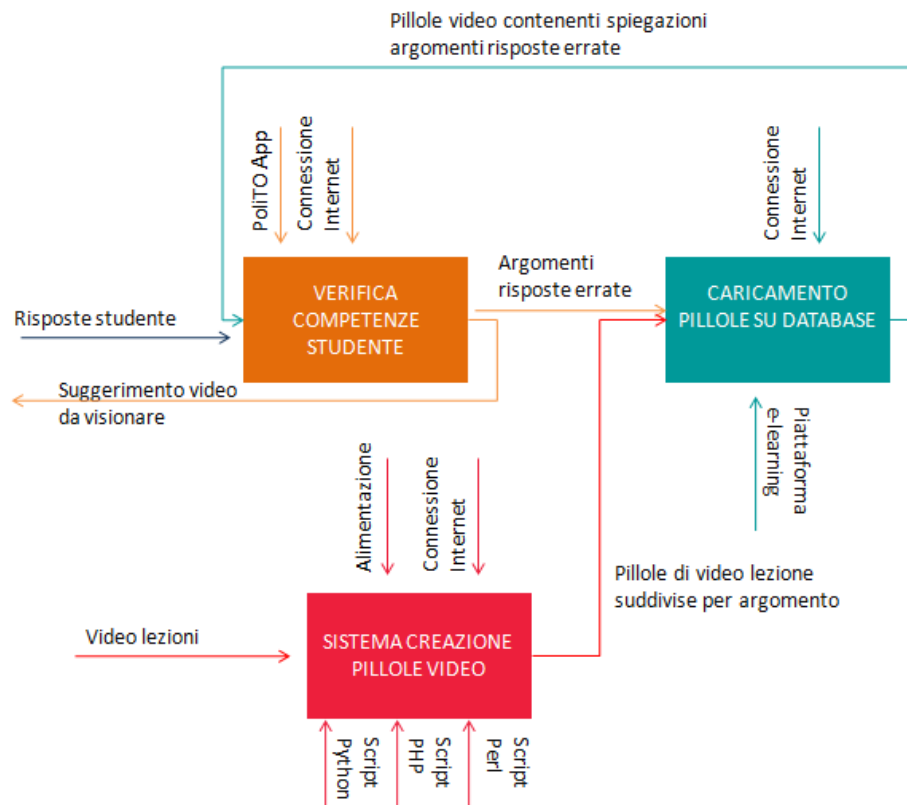 Pillole video contenenti spiegazioni
argomenti risposte errate
PoliTO App
Connessione
Internet
Connessione
Internet
VERIFICA
COMPETENZE
STUDENTE
Argomenti
risposte errate
CARICAMENTO
PILLOLE SU DATABASE
Risposte studente
Suggerimento video
da visionare
Piattaforma
e-learning
Alimentazione
Connessione
Internet
Pillole di video lezione
suddivise per argomento
Video lezioni
SISTEMA CREAZIONE
PILLOLE VIDEO
Script
Python
Script
PHP
Script
Perl